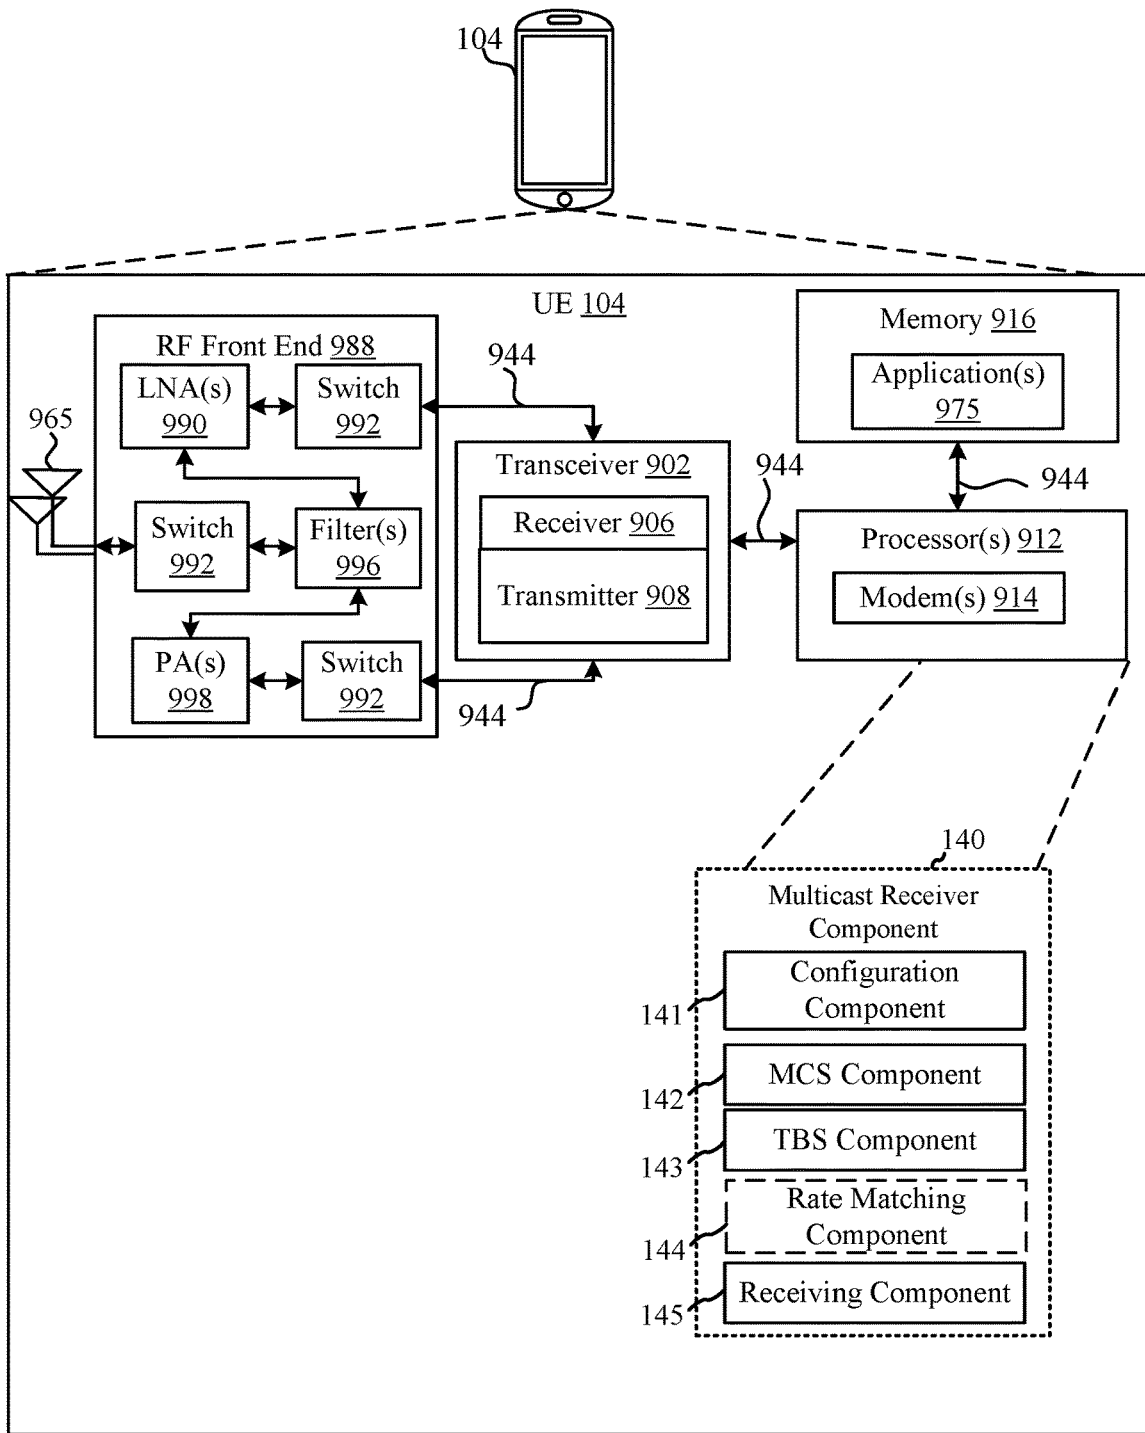 104
UE 104
RF Front End 988
LNA(s)
990
Switch
992
944
965
Switch
992
Filter(s)
996
PA(s)
998
Switch
992
944
Transceiver 902
Receiver 906
Transmitter 908
944
Memory 916
Application(s)
975
944
Processor(s) 912
Modem(s) 914
140
Multicast Receiver
Component
Configuration
Component
141
MCS Component
142
TBS Component
143
Rate Matching
Component
144
Receiving Component
145